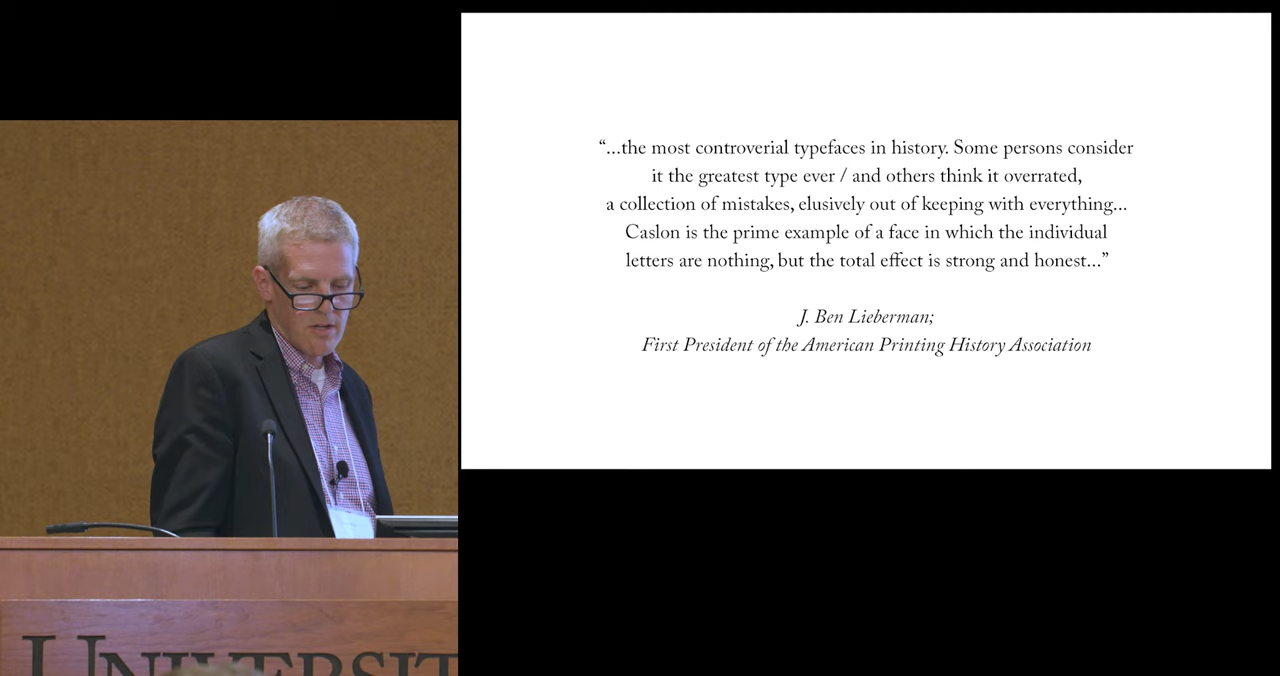 “...the most controverial typefaces in history. Some persons consider
it the greatest type ever / and others think it overrated,
a collection of mistakes, elusively out of keeping with everything...
Caslon is the prime example of a face in which the individual
letters are nothing, but the total effect is strong and honest...”
J. Ben Lieberman;
First President of the American Printing History Association
UNIVERSIT